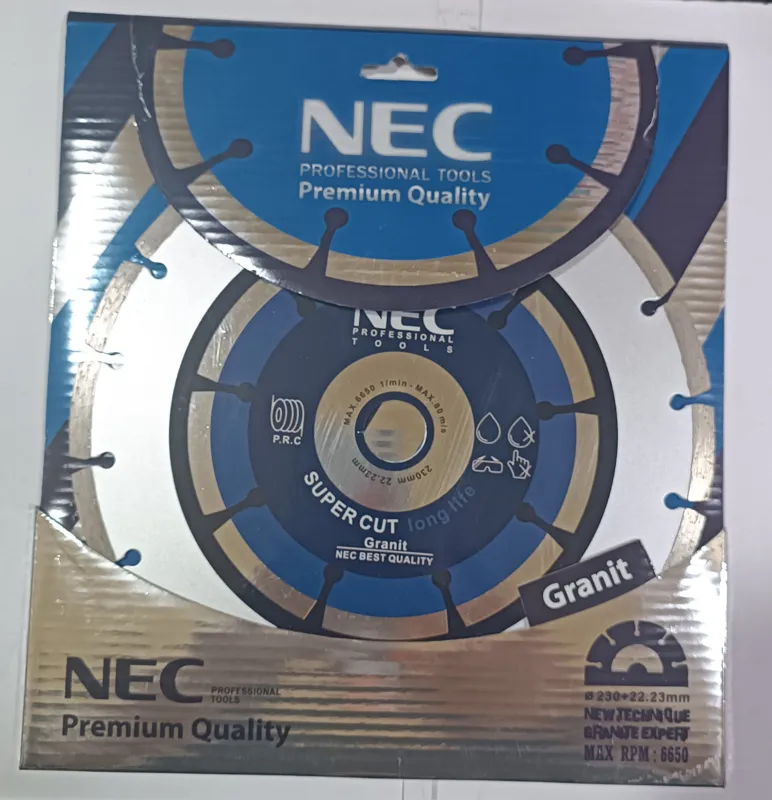 NEC
PROFESSIONAL TOOLS
Premium Quality
NEC
PROFESSIONAL
TOOLS
MAX.6650 1/min - MAX.80 m/s
230mm 22.23mm
P.R.C
SUPER CUT long life
Granit
NEC BEST QUALITY
Granit
NEC PROFESSIONAL
TOOLS
Premium Quality
Ø 230+22.23mm
NEW TECHNIQUE
GRANITE EXPERT
MAX RPM : 6650